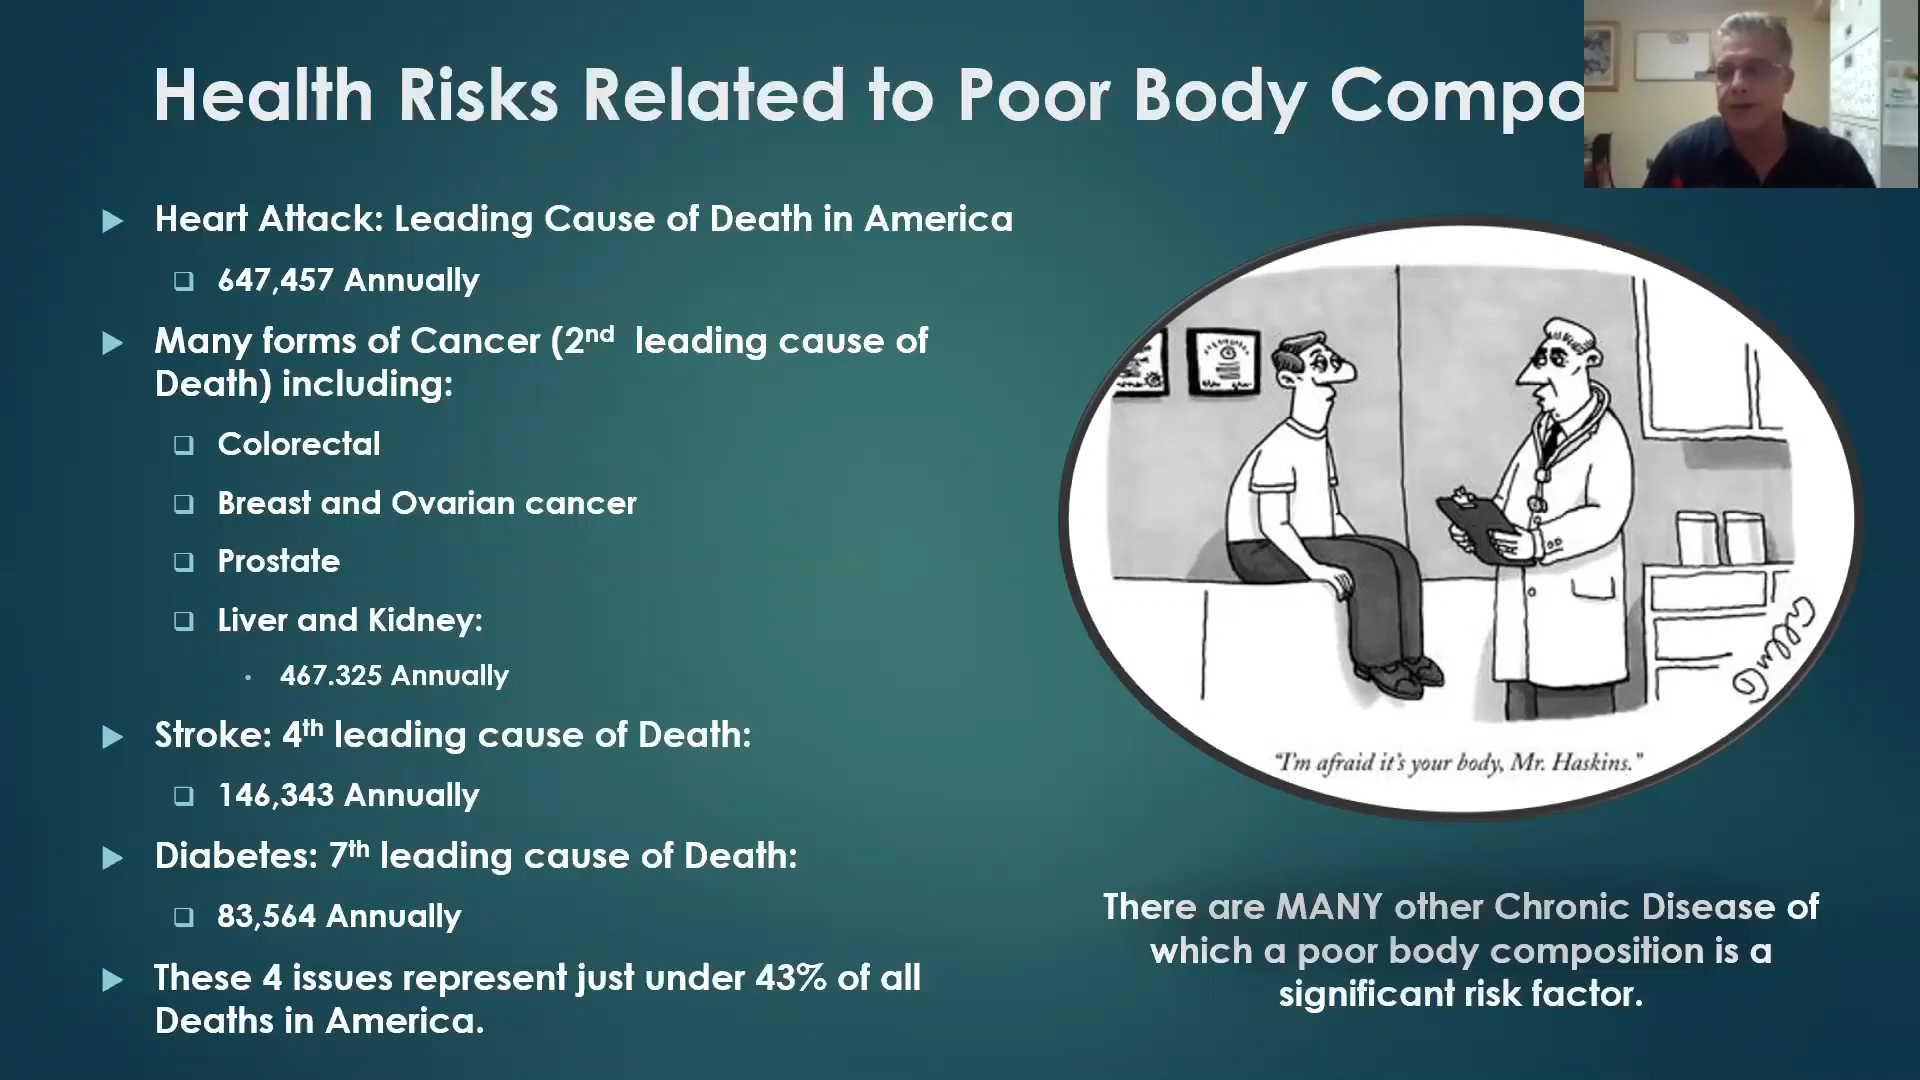 Health Risks Related to Poor Body Compo
Heart Attack: Leading Cause of Death in America
647,457 Annually
Many forms of Cancer (2nd leading cause of
Death) including:
Colorectal
Breast and Ovarian cancer
Prostate
Liver and Kidney:
467.325 Annually
Stroke: 4th leading cause of Death:
146,343 Annually
Diabetes: 7th leading cause of Death:
83,564 Annually
These 4 issues represent just under 43% of all
Deaths in America.
"I'm afraid it's your body, Mr. Haskins."
There are MANY other Chronic Disease of
which a poor body composition is a
significant risk factor.